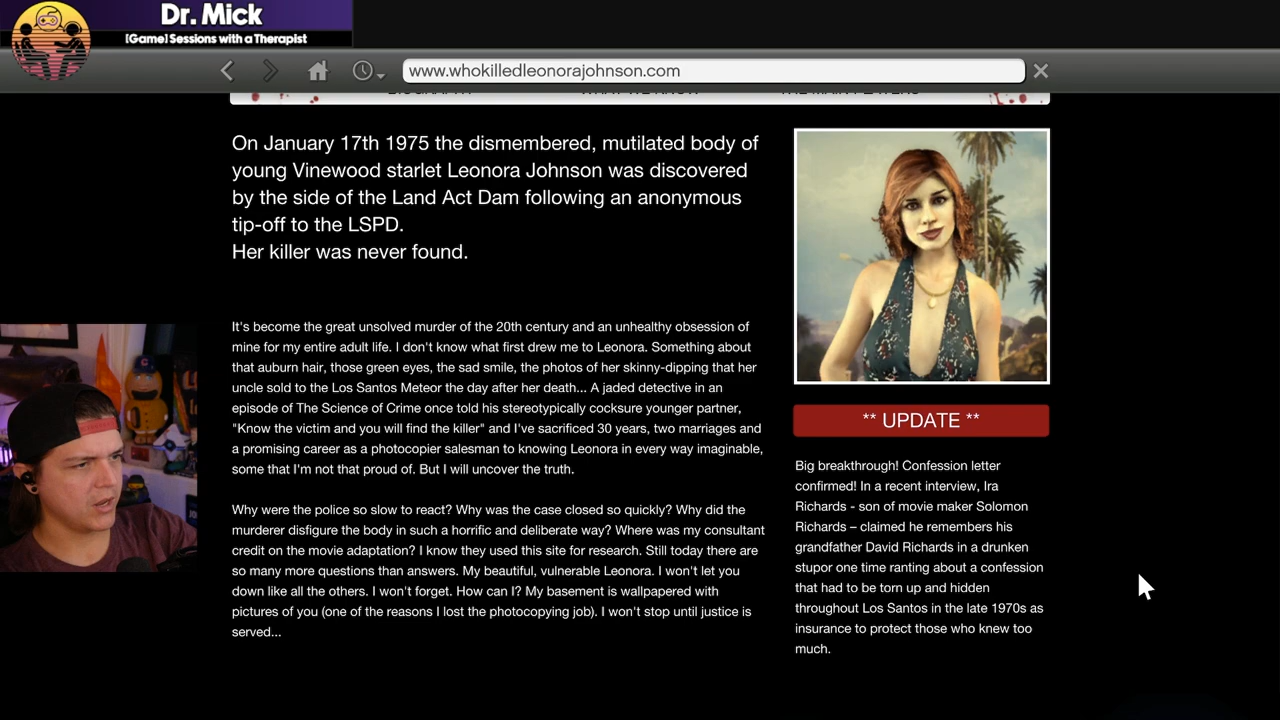 Dr. Mick
[Game] Sessions with a Therapist
www.whokilledleonorajohnson.com
BIOGRAPHY WHAT WE KNOW THE MAIN PLAYERS
On January 17th 1975 the dismembered, mutilated body of
young Vinewood starlet Leonora Johnson was discovered
by the side of the Land Act Dam following an anonymous
tip-off to the LSPD.
Her killer was never found.
It's become the great unsolved murder of the 20th century and an unhealthy obsession of
mine for my entire adult life. I don't know what first drew me to Leonora. Something about
that auburn hair, those green eyes, the sad smile, the photos of her skinny-dipping that her
uncle sold to the Los Santos Meteor the day after her death... A jaded detective in an
episode of The Science of Crime once told his stereotypically cocksure younger partner,
"Know the victim and you will find the killer" and I've sacrificed 30 years, two marriages and
a promising career as a photocopier salesman to knowing Leonora in every way imaginable,
some that I'm not that proud of. But I will uncover the truth.
Why were the police so slow to react? Why was the case closed so quickly? Why did the
murderer disfigure the body in such a horrific and deliberate way? Where was my consultant
credit on the movie adaptation? I know they used this site for research. Still today there are
so many more questions than answers. My beautiful, vulnerable Leonora. I won't let you
down like all the others. I won't forget. How can I? My basement is wallpapered with
pictures of you (one of the reasons I lost the photocopying job). I won't stop until justice is
served...
** UPDATE **
Big breakthrough! Confession letter
confirmed! In a recent interview, Ira
Richards - son of movie maker Solomon
Richards – claimed he remembers his
grandfather David Richards in a drunken
stupor one time ranting about a confession
that had to be torn up and hidden
throughout Los Santos in the late 1970s as
insurance to protect those who knew too
much.